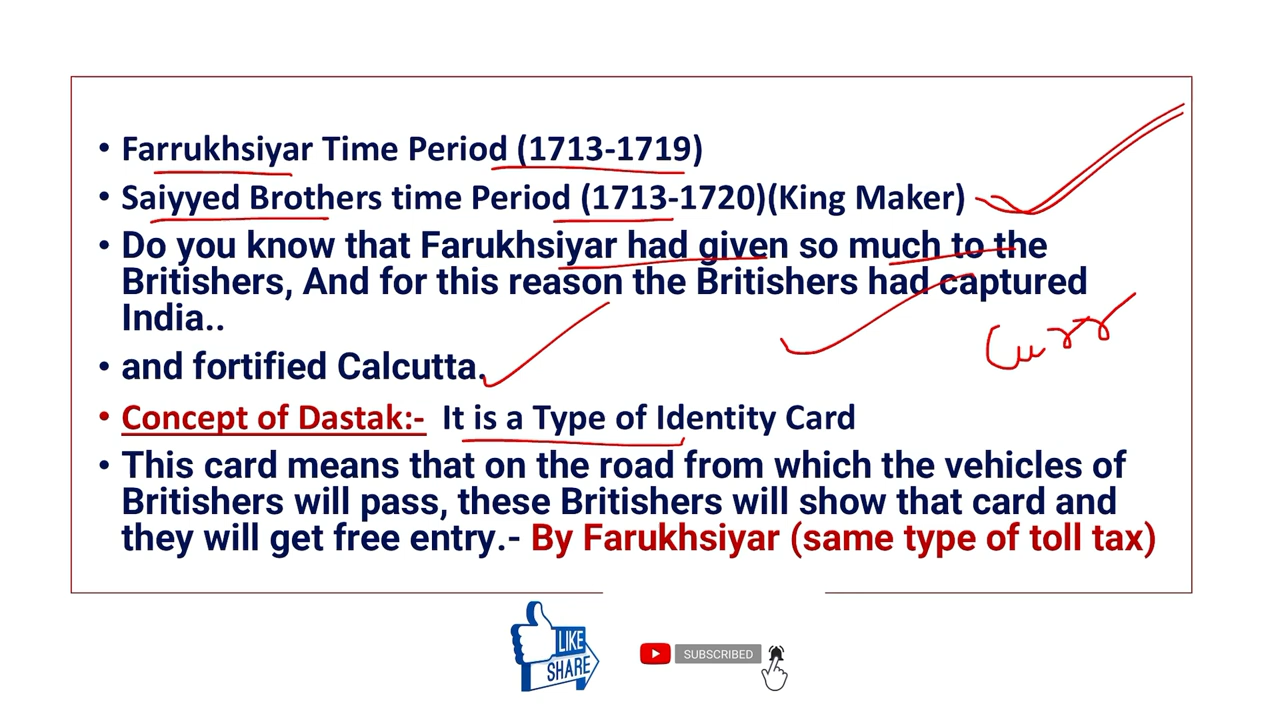 • Farrukhsiyar Time Period (1713-1719)
• Saiyyed Brothers time Period (1713-1720)(King Maker)
• Do you know that Farukhsiyar had given so much to the
Britishers, And for this reason the Britishers had captured
India..
• and fortified Calcutta.
• Concept of Dastak:- It is a Type of Identity Card
• This card means that on the road from which the vehicles of
Britishers will pass, these Britishers will show that card and
they will get free entry.- By Farukhsiyar (same type of toll tax)
LIKE
SHARE
SUBSCRIBED